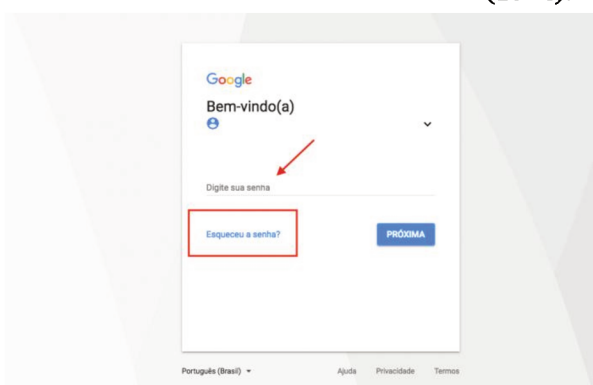 Google
Bem-vindo(a)
Digite sua senha
Esqueceu a senha?
PRÓXIMA
Português (Brasil)
Ajuda Privacidade Termos